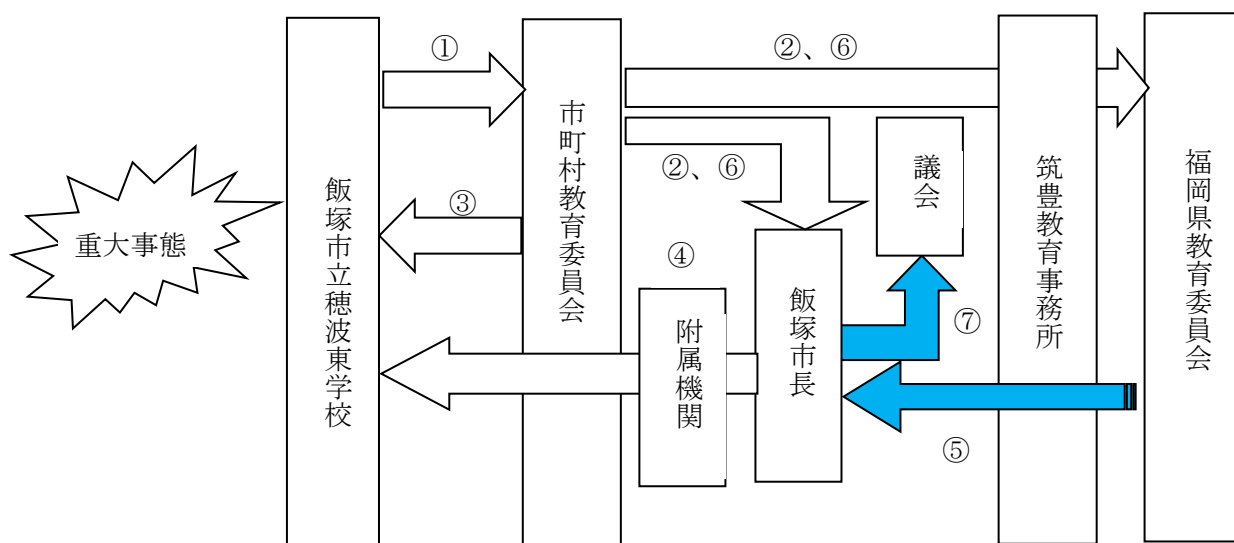 重大事態
飯塚市立穂波東学校
①
③
市町村教育委員会
②、⑥
②、⑥
④
附属機関
飯塚市長
議会
⑦
⑤
筑豊教育事務所
福岡県教育委員会